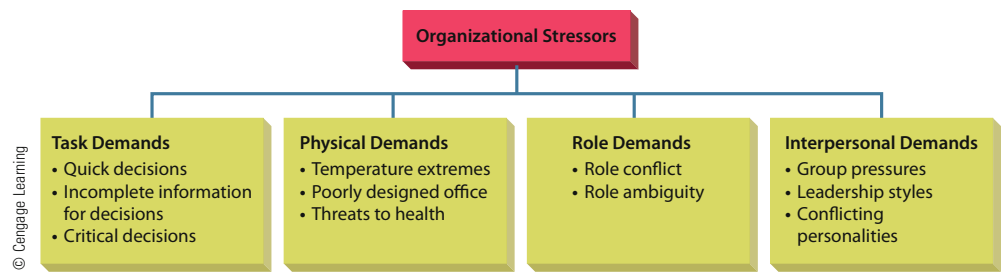 Organizational Stressors
Task Demands
• Quick decisions
• Incomplete information
for decisions
• Critical decisions
Physical Demands
• Temperature extremes
• Poorly designed office
• Threats to health
Role Demands
• Role conflict
• Role ambiguity
Interpersonal Demands
• Group pressures
• Leadership styles
• Conflicting
personalities
© Cengage Learning